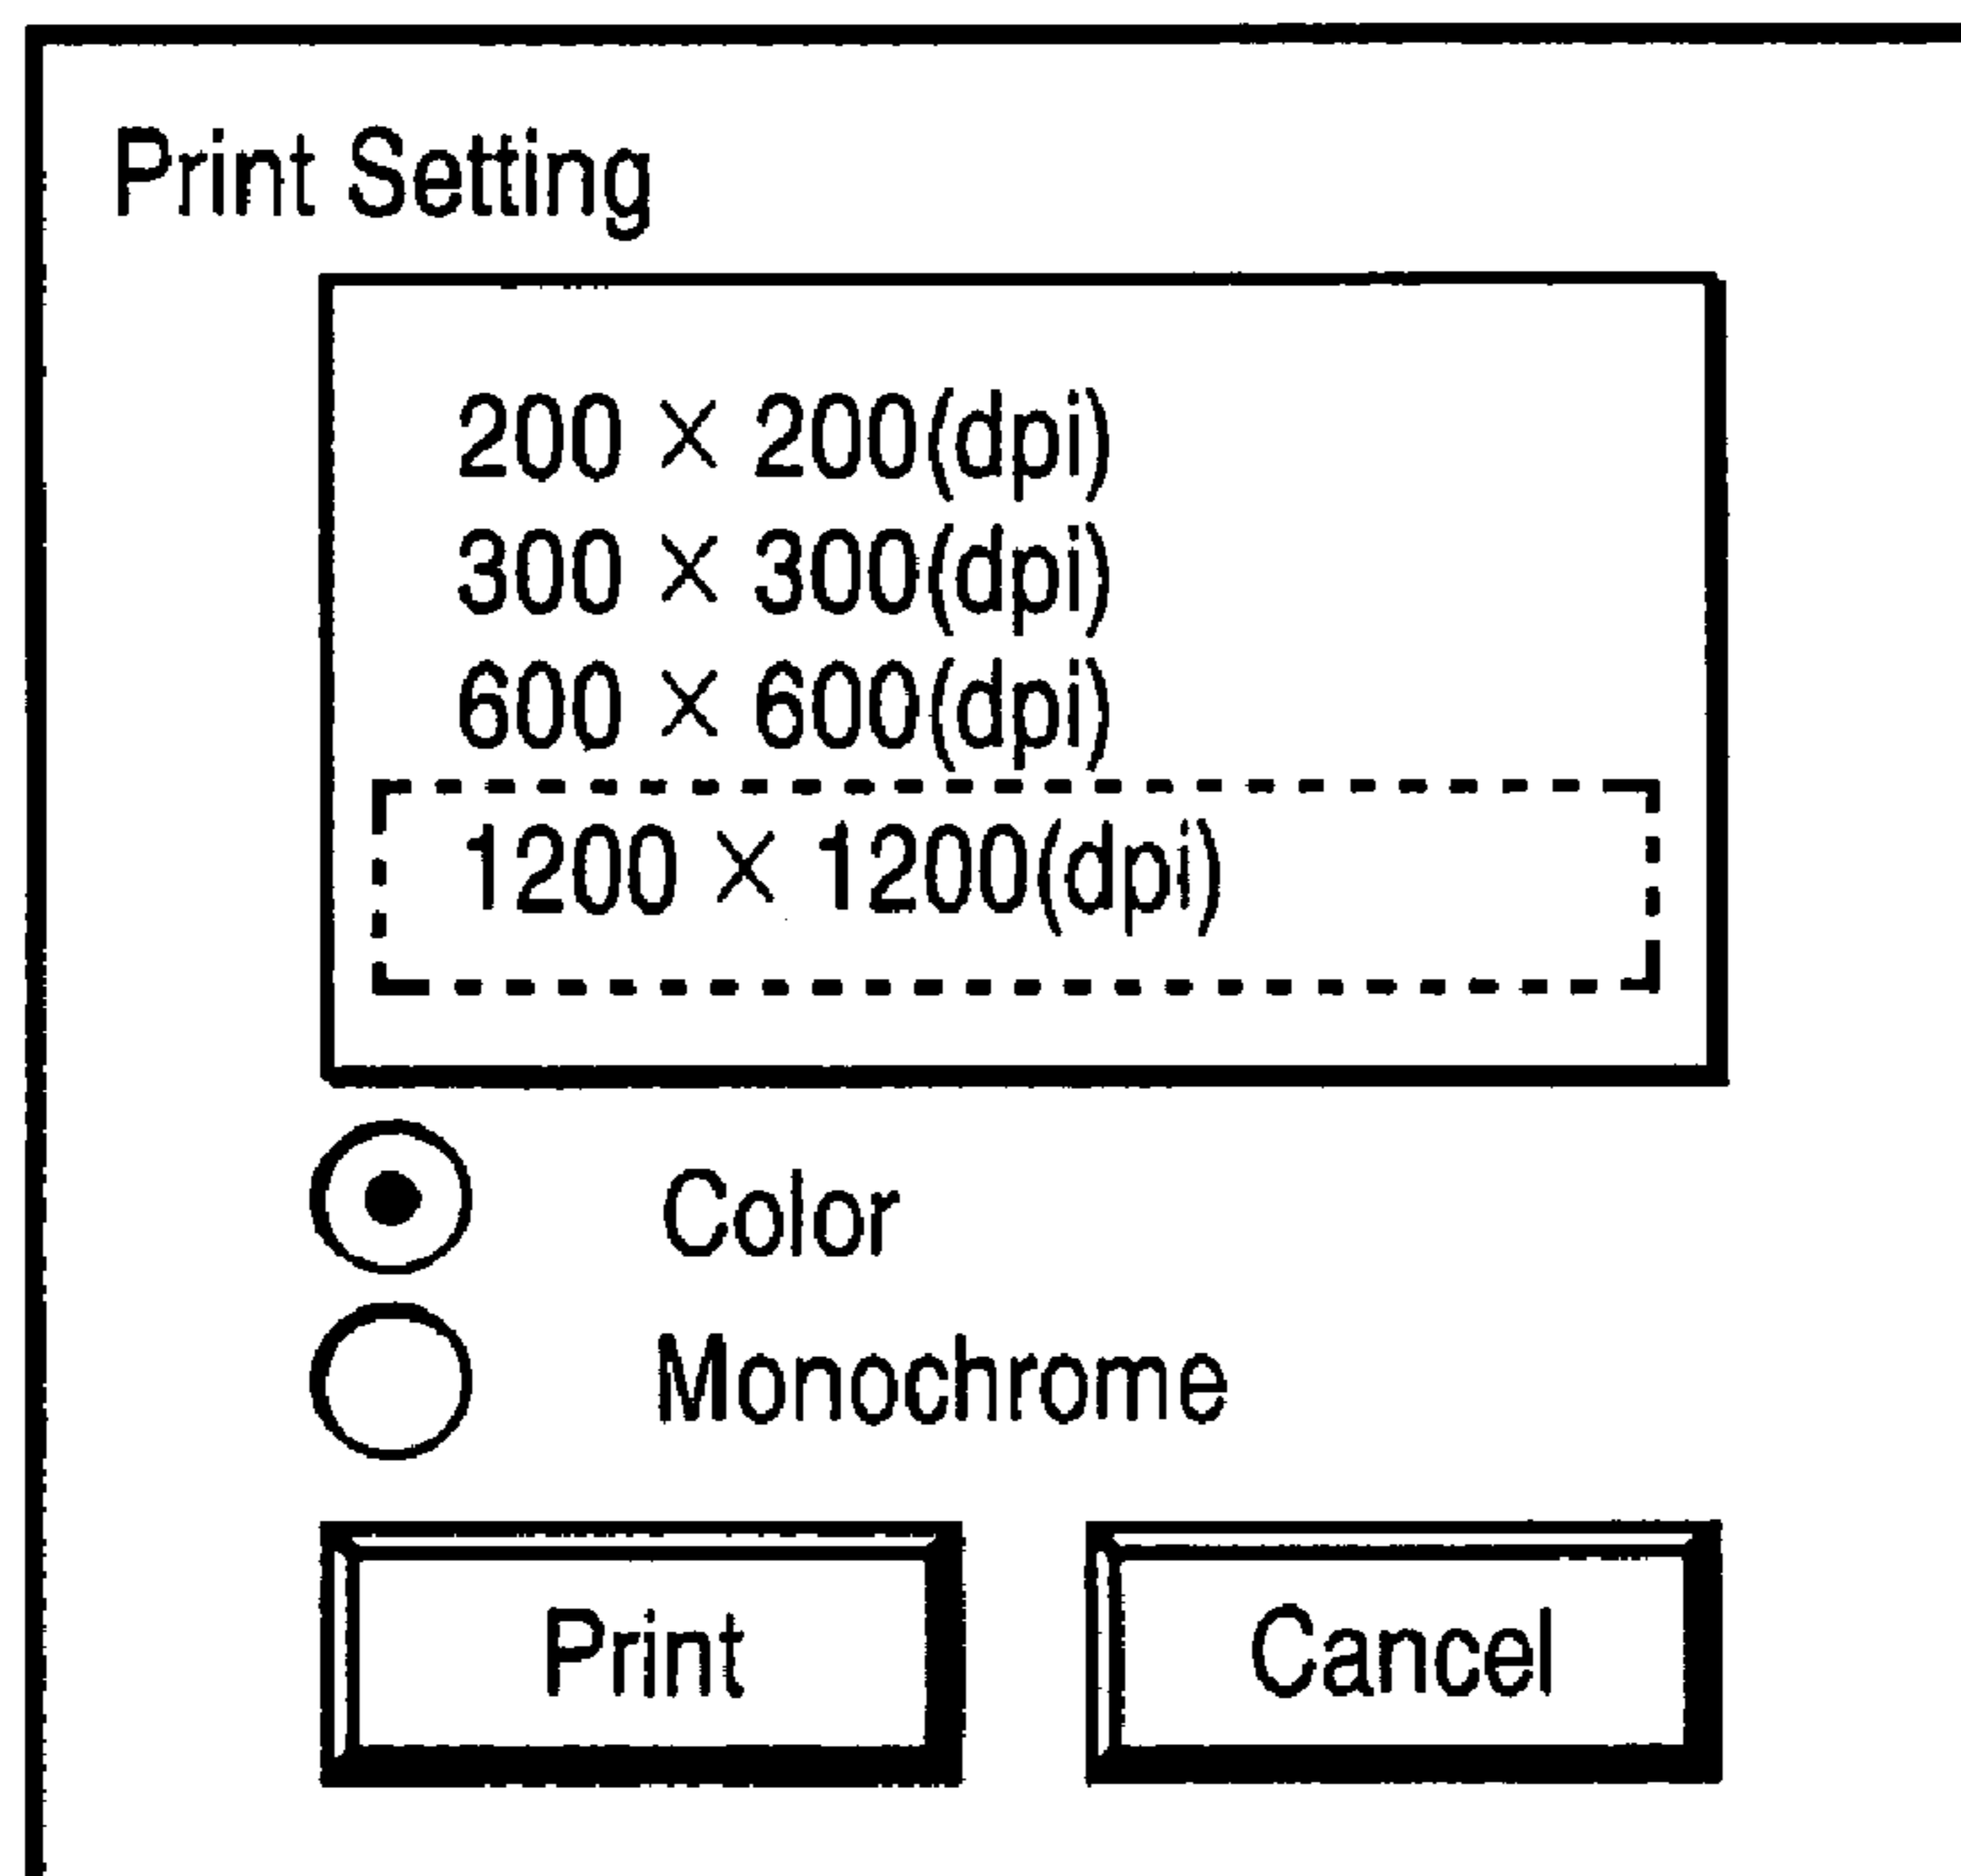 Print Setting
200 × 200(dpi)
300 × 300(dpi)
600 × 600(dpi)
1200 × 1200(dpi)
Color
Monochrome
Print Cancel